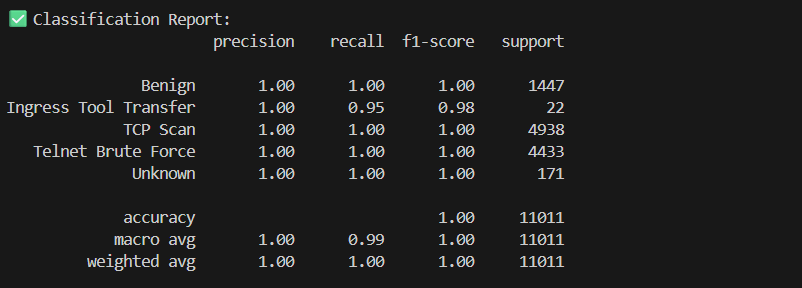 ✅ Classification Report:
precision recall f1-score support
Benign 1.00 1.00 1.00 1447
Ingress Tool Transfer 1.00 0.95 0.98 22
TCP Scan 1.00 1.00 1.00 4938
Telnet Brute Force 1.00 1.00 1.00 4433
Unknown 1.00 1.00 1.00 171
accuracy 1.00 11011
macro avg 1.00 0.99 1.00 11011
weighted avg 1.00 1.00 1.00 11011